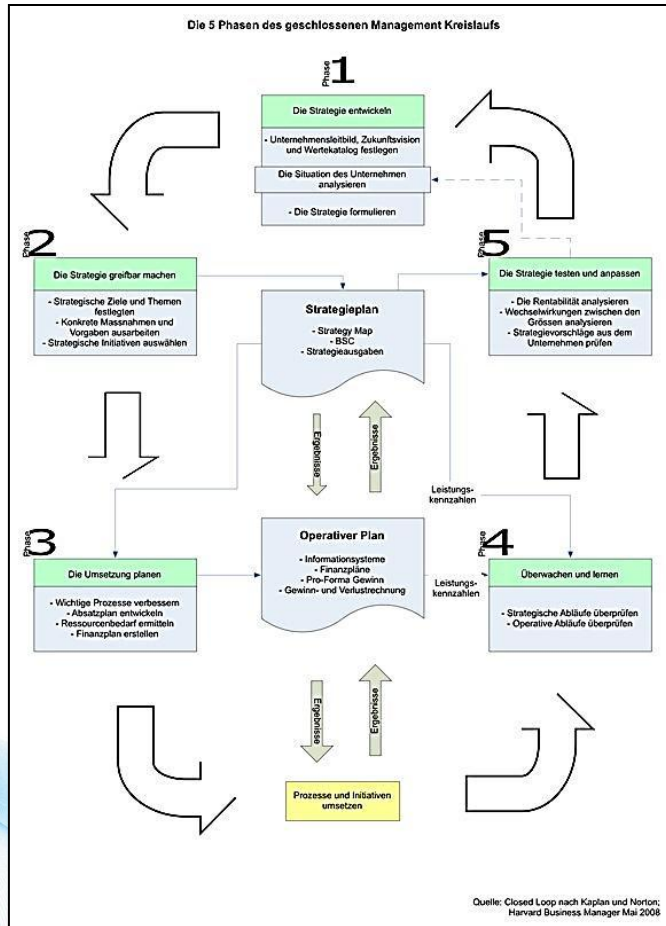 Die 5 Phasen des geschlossenen Management Kreislaufs
Phase 1
Die Strategie entwickeln
- Unternehmensleitbild, Zukunftsvision
und Wertekatalog festlegen
Die Situation des Unternehmen
analysieren
- Die Strategie formulieren
Phase 2
Die Strategie greifbar machen
- Strategische Ziele und Themen
festlegten
- Konkrete Massnahmen und
Vorgaben ausarbeiten
- Strategische Initiativen auswählen
Strategieplan
- Strategy Map
- BSC
- Strategieausgaben
Phase 5
Die Strategie testen und anpassen
- Die Rentabilität analysieren
- Wechselwirkungen zwischen den
Grössen analysieren
- Strategievorschläge aus dem
Unternehmen prüfen
Ergebnisse
Ergebnisse
Leistungs-
kennzahlen
Phase 3
Die Umsetzung planen
- Wichtige Prozesse verbessern
- Absatzplan entwickeln
- Ressourcenbedarf ermitteln
- Finanzplan erstellen
Operativer Plan
- Informationsysteme
- Finanzpläne
- Pro-Forma Gewinn
- Gewinn- und Verlustrechnung
Leistungs-
kennzahlen
Phase 4
Überwachen und lernen
- Strategische Abläufe überprüfen
- Operative Abläufe überprüfen
Ergebnisse
Ergebnisse
Prozesse und Initiativen
umsetzen
Quelle: Closed Loop nach Kaplan und Norton;
Harvard Business Manager Mai 2008